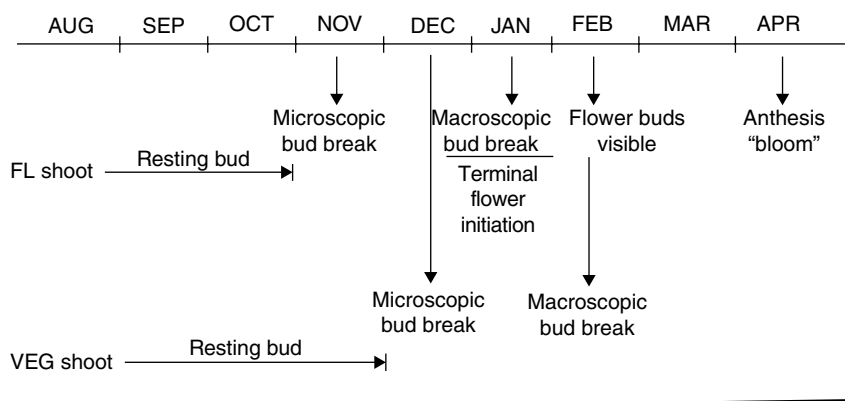 AUG SEP OCT NOV DEC JAN FEB MAR APR
Microscopic
bud break
Macroscopic
bud break
Terminal
flower
initiation
Flower buds
visible
Anthesis
“bloom”
FL shoot
Resting bud
Microscopic
bud break
Macroscopic
bud break
VEG shoot
Resting bud